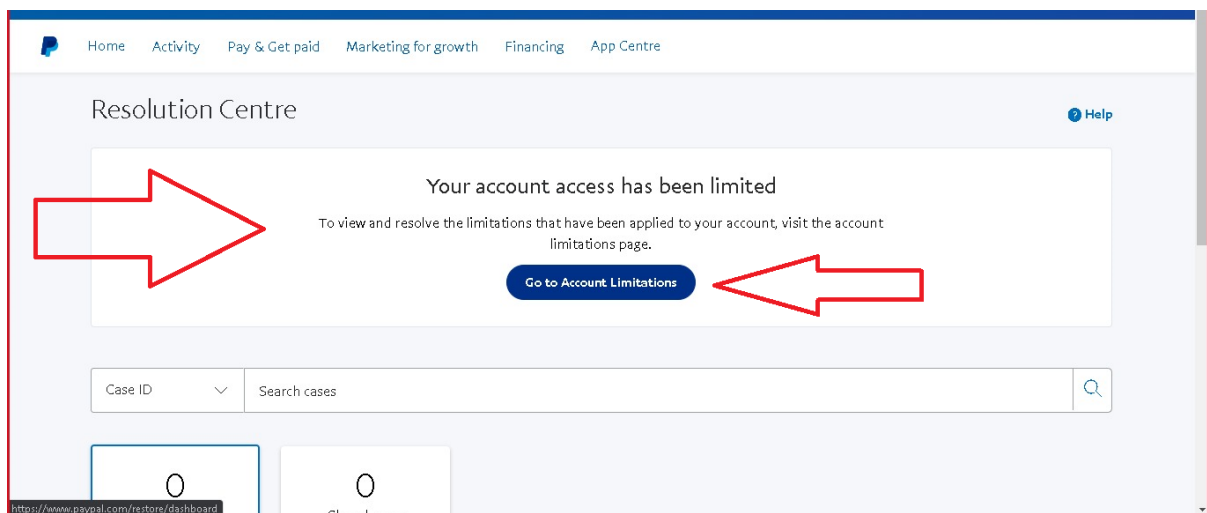 Home Activity Pay & Get paid Marketing for growth Financing App Centre
Resolution Centre
Help
Your account access has been limited
To view and resolve the limitations that have been applied to your account, visit the account
limitations page.
Go to Account Limitations
Case ID Search cases
0 0
https://www.paypal.com/restore/dashboard